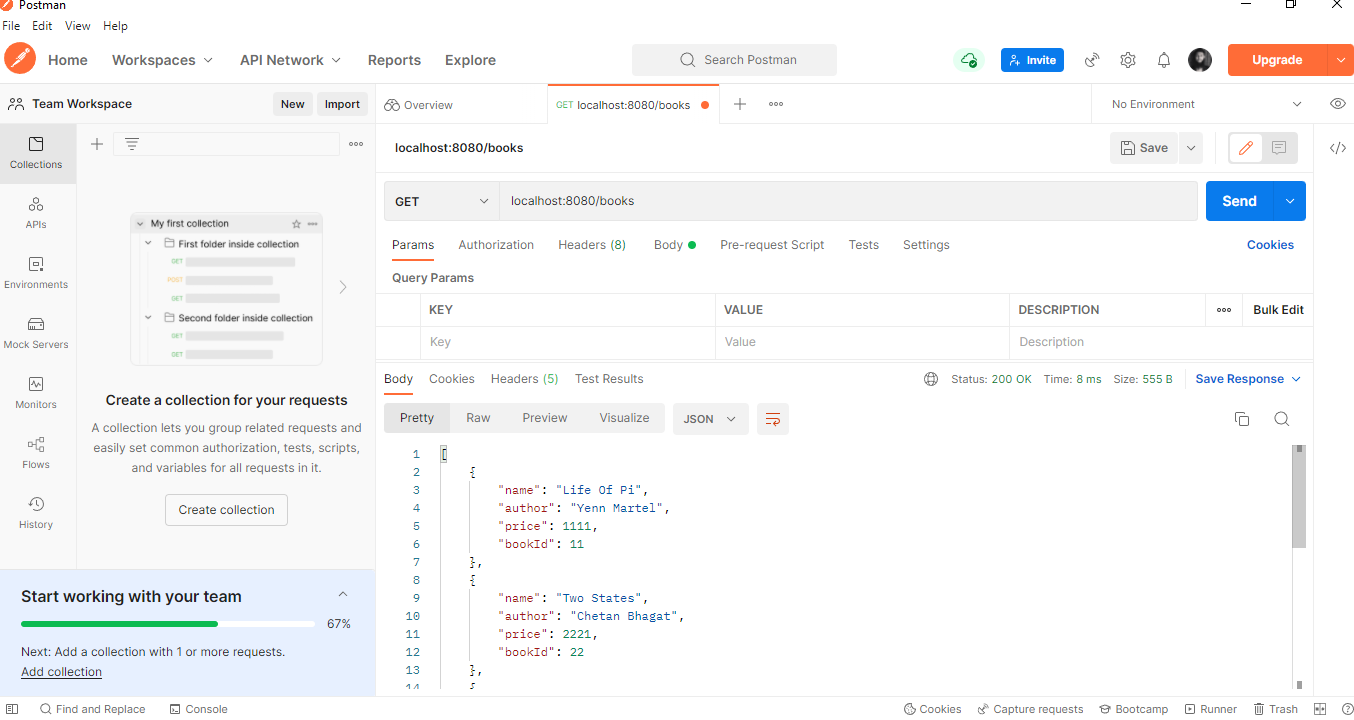 Postman
File Edit View Help
Home Workspaces API Network Reports Explore Search Postman Invite Upgrade
Team Workspace New Import Overview GET localhost:8080/books No Environment
Collections
APIs
Environments
Mock Servers
Monitors
Flows
History
My first collection
First folder inside collection
GET
POST
GET
Second folder inside collection
GET
GET
Create a collection for your requests
A collection lets you group related requests and
easily set common authorization, tests, scripts,
and variables for all requests in it.
Create collection
Start working with your team
67%
Next: Add a collection with 1 or more requests.
Add collection
localhost:8080/books Save
GET localhost:8080/books Send
Params Authorization Headers (8) Body Pre-request Script Tests Settings Cookies
Query Params
KEY VALUE DESCRIPTION Bulk Edit
Key Value Description
Body Cookies Headers (5) Test Results Status: 200 OK Time: 8 ms Size: 555 B Save Response
Pretty Raw Preview Visualize JSON
1 [
2 {
3 "name": "Life Of Pi",
4 "author": "Yenn Martel",
5 "price": 1111,
6 "bookId": 11
7 },
8 {
9 "name": "Two States",
10 "author": "Chetan Bhagat",
11 "price": 2221,
12 "bookId": 22
13 },
14 {
Find and Replace Console Cookies Capture requests Bootcamp Runner Trash